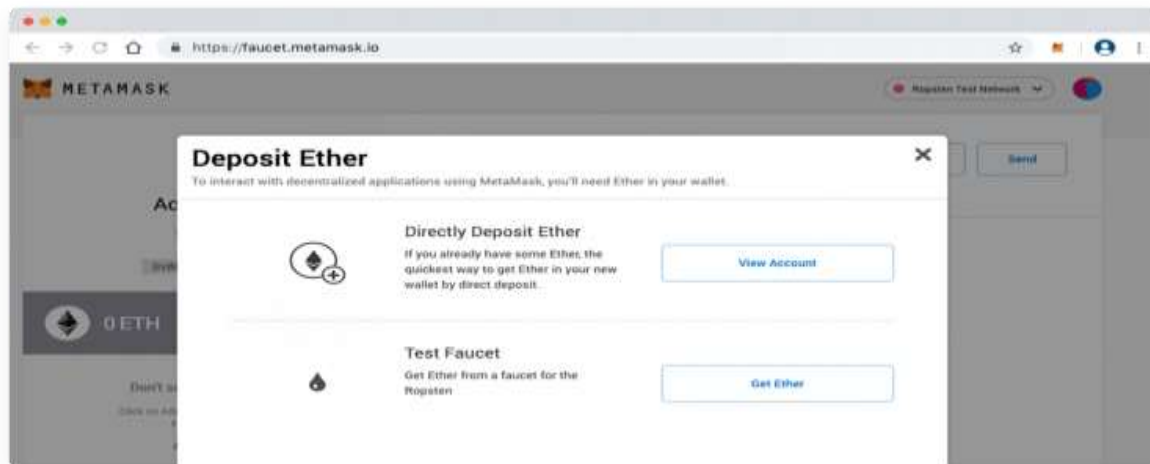 https://faucet.metamask.io
METAMASK
Ropsten Test Network
Deposit Ether
To interact with decentralized applications using MetaMask, you'll need Ether in your wallet.
Send
Ac
Directly Deposit Ether
If you already have some Ether, the
quickest way to get Ether in your new
wallet by direct deposit.
View Account
0 ETH
Test Faucet
Get Ether from a faucet for the
Ropsten
Get Ether
Don't s